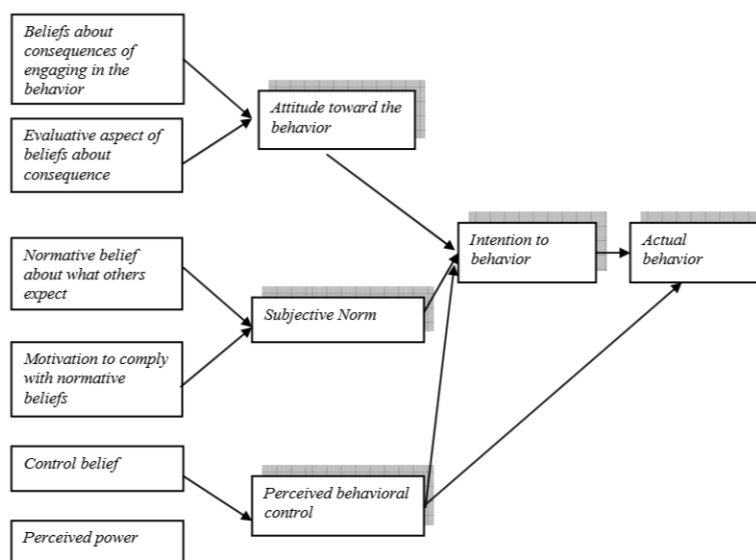 Beliefs about
consequences of
engaging in the
behavior
Evaluative aspect of
beliefs about
consequence
Attitude toward the
behavior
Normative belief
about what others
expect
Motivation to comply
with normative
beliefs
Subjective Norm
Control belief
Perceived power
Perceived behavioral
control
Intention to
behavior
Actual
behavior